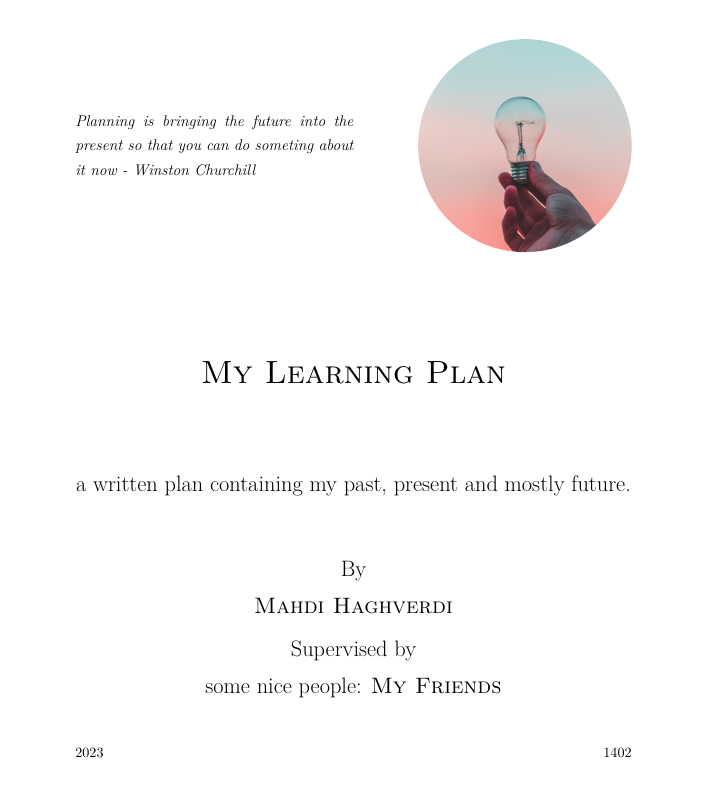 Planning is bringing the future into the
present so that you can do someting about
it now - Winston Churchill
My Learning Plan
a written plan containing my past, present and mostly future.
By
Mahdi Haghverdi
Supervised by
some nice people: My Friends
2023 1402